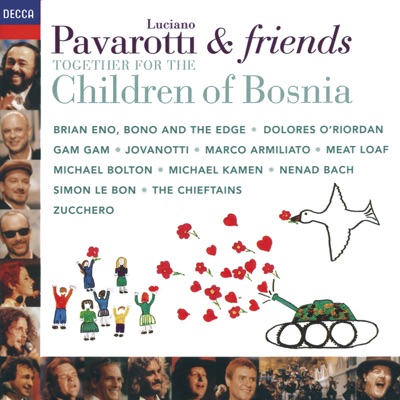 DECCA
Luciano
Pavarotti & friends
TOGETHER FOR THE
Children of Bosnia
BRIAN ENO, BONO AND THE EDGE • DOLORES O'RIORDAN
GAM GAM • JOVANOTTI • MARCO ARMILIATO • MEAT LOAF
MICHAEL BOLTON • MICHAEL KAMEN • NENAD BACH
SIMON LE BON • THE CHIEFTAINS
ZUCCHERO